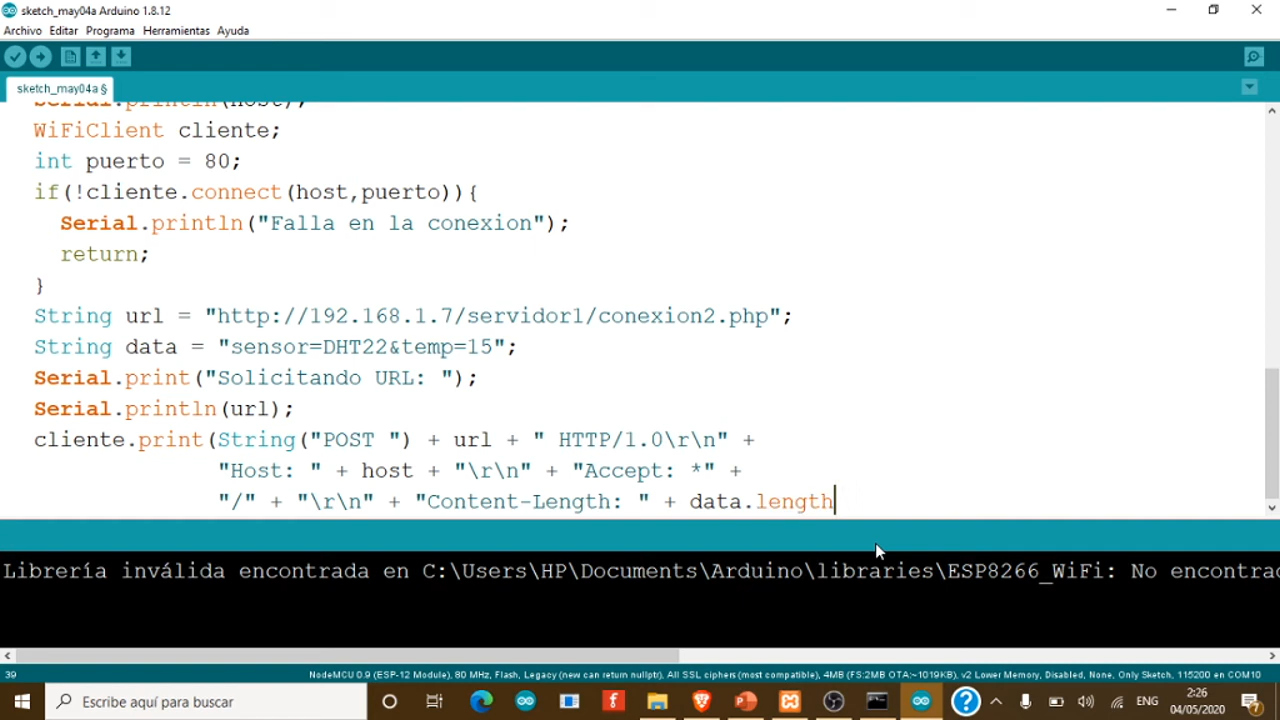 sketch_may04a Arduino 1.8.12
Archivo Editar Programa Herramientas Ayuda
sketch_may04a §
Serial.println(host);
WiFiClient cliente;
int puerto = 80;
if(!cliente.connect(host,puerto)){
Serial.println("Falla en la conexion");
return;
}
String url = "http://192.168.1.7/servidor1/conexion2.php";
String data = "sensor=DHT22&temp=15";
Serial.print("Solicitando URL: ");
Serial.println(url);
cliente.print(String("POST ") + url + " HTTP/1.0\r\n" +
"Host: " + host + "\r\n" + "Accept: *" +
"/" + "\r\n" + "Content-Length: " + data.length
Librería inválida encontrada en C:\Users\HP\Documents\Arduino\libraries\ESP8266_WiFi: No encontrad
39 NodeMCU 0.9 (ESP-12 Module), 80 MHz, Flash, Legacy (new can return nullptr), All SSL ciphers (most compatible), 4MB (FS:2MB OTA:~1019KB), v2 Lower Memory, Disabled, None, Only Sketch, 115200 en COM10
Escribe aquí para buscar
ENG
2:26
04/05/2020
7